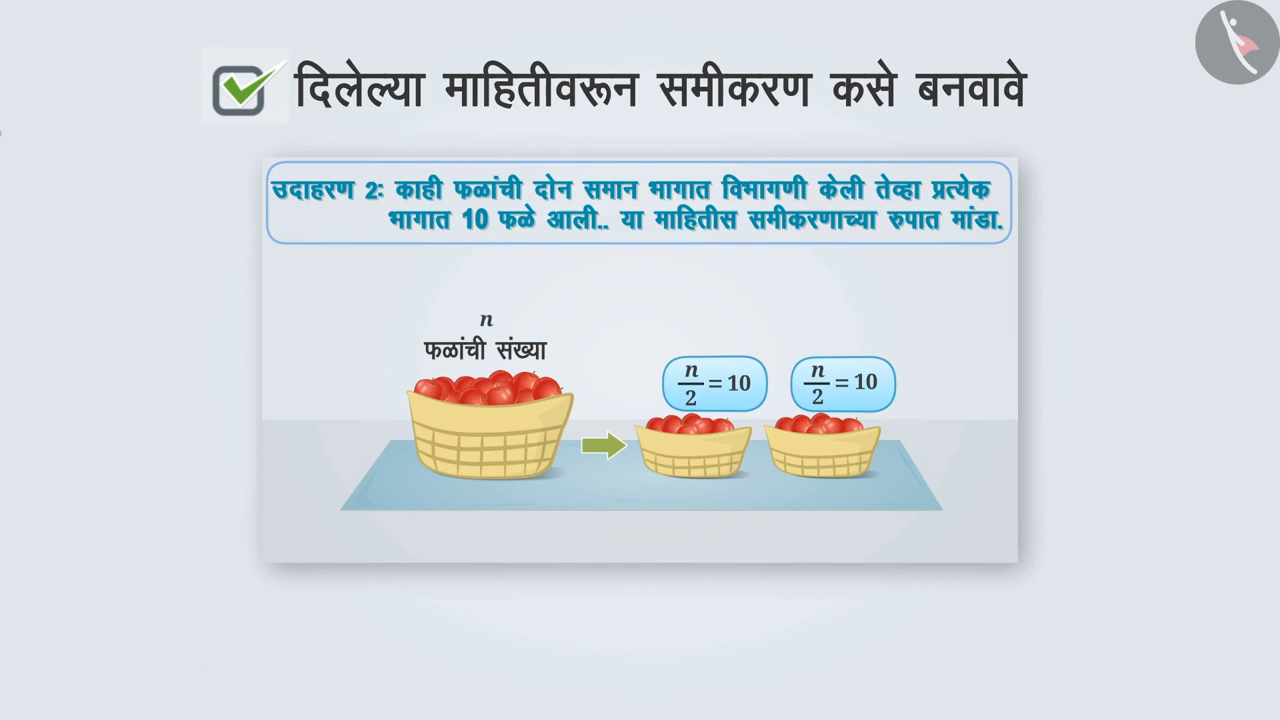 दिलेल्या माहितीवरून समीकरण कसे बनवावे
उदाहरण 2: काही फळांची दोन समान भागात विभागणी केली तेव्हा प्रत्येक
भागात 10 फळे आली.. या माहितीस समीकरणाच्या रुपात मांडा.
n
फळांची संख्या
n/2 = 10
n/2 = 10